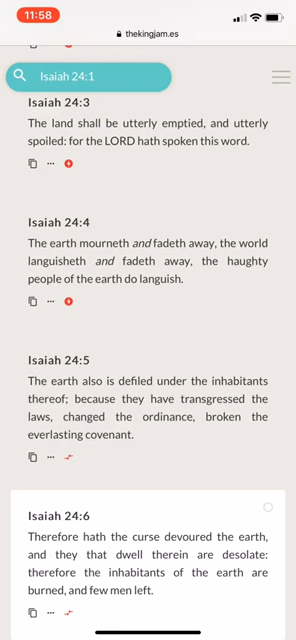 11:58
thekingjam.es
Isaiah 24:1
Isaiah 24:3
The land shall be utterly emptied, and utterly
spoiled: for the LORD hath spoken this word.
Isaiah 24:4
The earth mourneth and fadeth away, the world
languisheth and fadeth away, the haughty
people of the earth do languish.
Isaiah 24:5
The earth also is defiled under the inhabitants
thereof; because they have transgressed the
laws, changed the ordinance, broken the
everlasting covenant.
Isaiah 24:6
Therefore hath the curse devoured the earth,
and they that dwell therein are desolate:
therefore the inhabitants of the earth are
burned, and few men left.